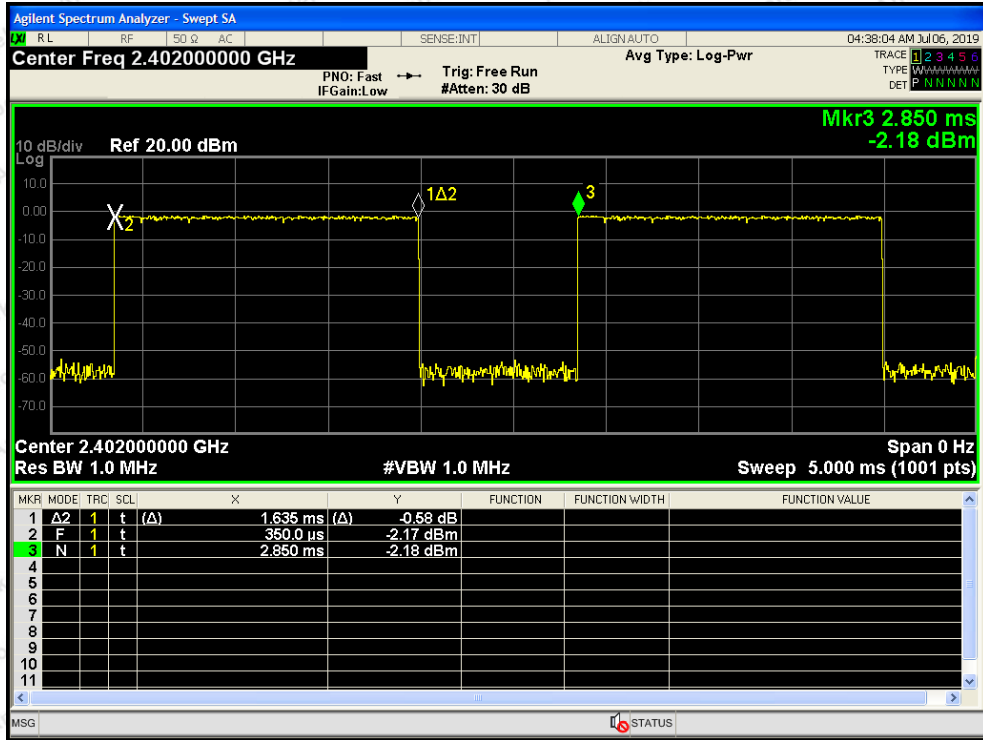 Agilent Spectrum Analyzer - Swept SA
LXI RL RF 50 Ω AC SENSE:INT ALIGN AUTO 04:38:04 AM Jul 06, 2019
Center Freq 2.402000000 GHz
PNO: Fast
IFGain:Low
Trig: Free Run
#Atten: 30 dB
Avg Type: Log-Pwr
TRACE 1 2 3 4 5 6
TYPE WWWWWW
DET P N N N N N
Mkr3 2.850 ms
-2.18 dBm
10 dB/div Ref 20.00 dBm
Log
10.0
0.00
-10.0
-20.0
-30.0
-40.0
-50.0
-60.0
-70.0
X2
1Δ2
3
Center 2.402000000 GHz Span 0 Hz
Res BW 1.0 MHz #VBW 1.0 MHz Sweep 5.000 ms (1001 pts)
MKR MODE TRC SCL X Y FUNCTION FUNCTION WIDTH FUNCTION VALUE
1 Δ2 1 t (Δ) 1.635 ms (Δ) -0.58 dB
2 F 1 t 350.0 µs -2.17 dBm
3 N 1 t 2.850 ms -2.18 dBm
4
5
6
7
8
9
10
11
MSG STATUS